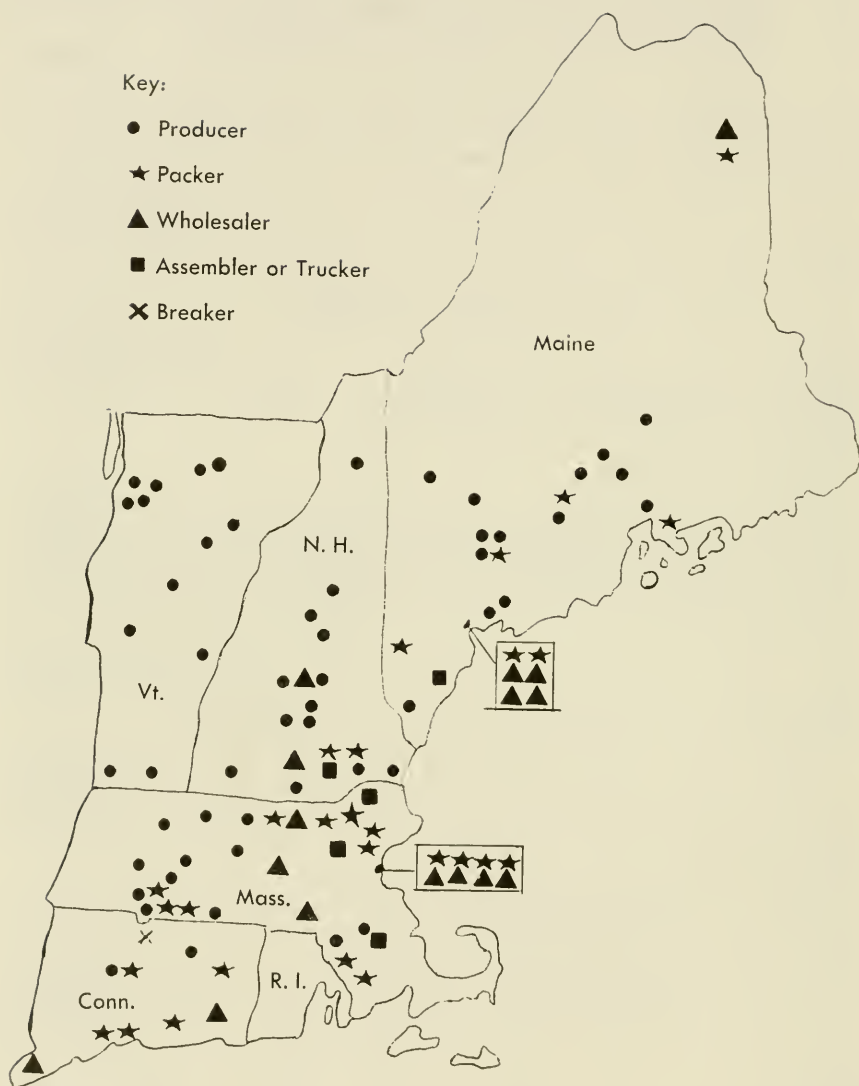 Key:
Producer
Packer
Wholesaler
Assembler or Trucker
Breaker
Maine
N. H.
Vt.
Mass.
Conn.
R. I.